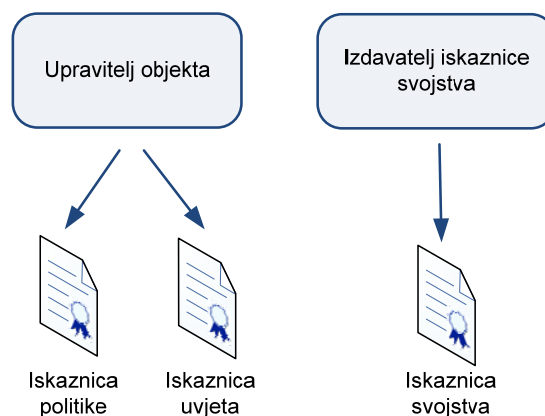 Upravitelj objekta
Izdavatelj iskaznice
svojstva
Iskaznica
politike
Iskaznica
uvjeta
Iskaznica
svojstva